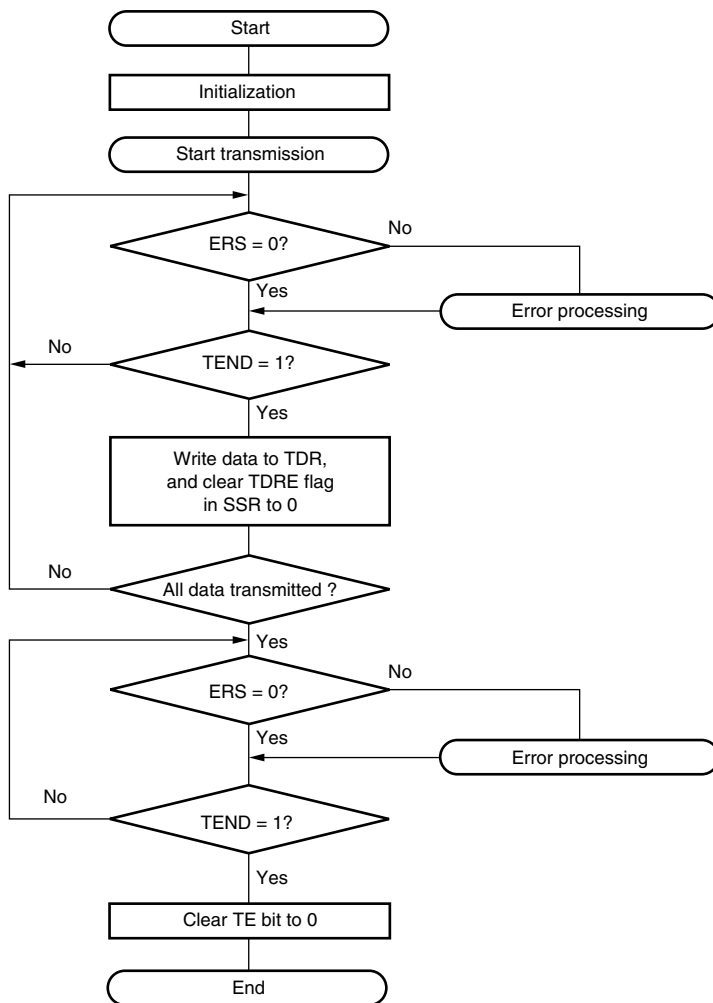 Start
Initialization
Start transmission
ERS = 0?
No
Yes
Error processing
No
TEND = 1?
Yes
Write data to TDR,
and clear TDRE flag
in SSR to 0
No
All data transmitted ?
Yes
ERS = 0?
No
Yes
Error processing
No
TEND = 1?
Yes
Clear TE bit to 0
End